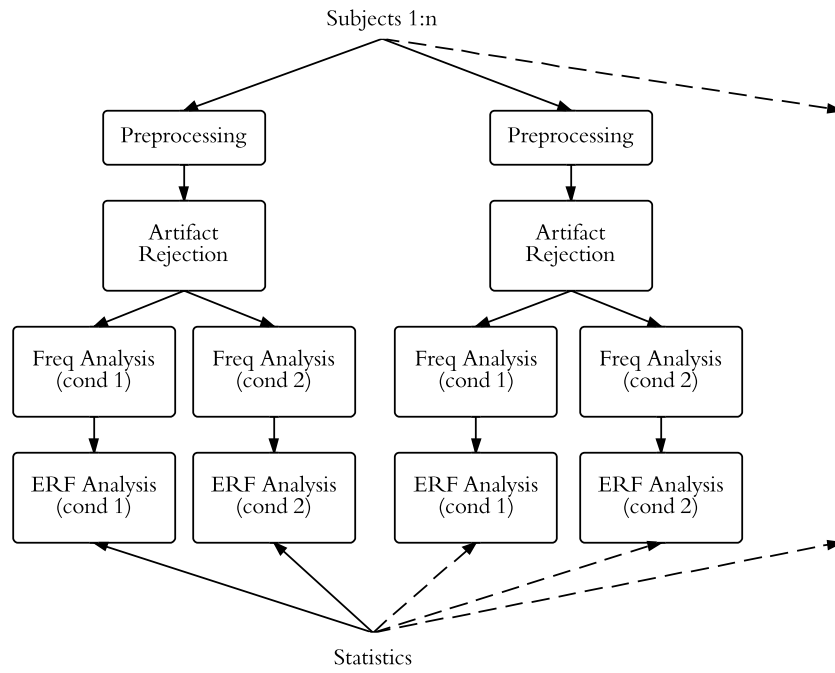 Subjects 1:n
Preprocessing
Preprocessing
Artifact
Rejection
Artifact
Rejection
Freq Analysis
(cond 1)
Freq Analysis
(cond 2)
Freq Analysis
(cond 1)
Freq Analysis
(cond 2)
ERF Analysis
(cond 1)
ERF Analysis
(cond 2)
ERF Analysis
(cond 1)
ERF Analysis
(cond 2)
Statistics